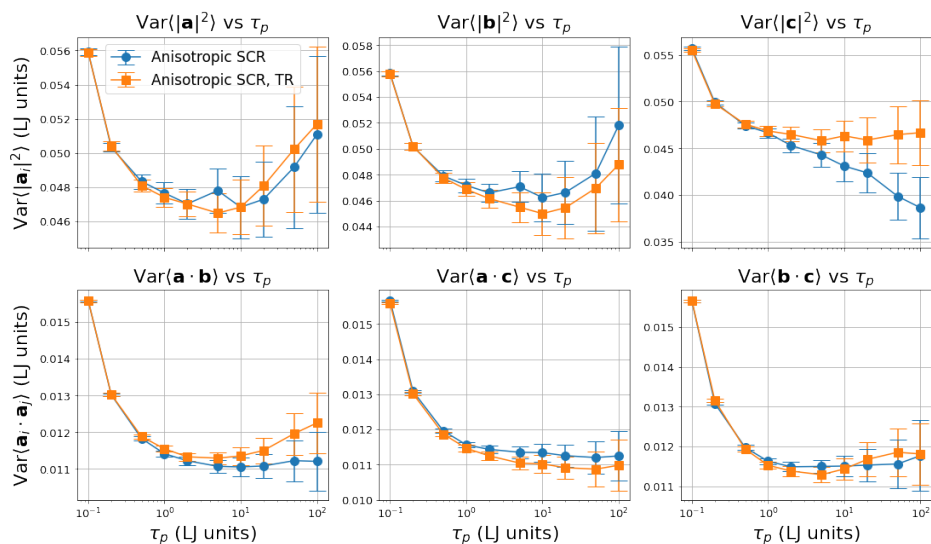 Var⟨|𝐚|²⟩ vs τₚ
Var⟨|𝐛|²⟩ vs τₚ
Var⟨|𝐜|²⟩ vs τₚ
Var⟨|𝐚ᵢ|²⟩ (LJ units)
0.056
0.054
0.052
0.050
0.048
0.046
Anisotropic SCR
Anisotropic SCR, TR
0.058
0.056
0.054
0.052
0.050
0.048
0.046
0.044
0.055
0.050
0.045
0.040
0.035
Var⟨𝐚 · 𝐛⟩ vs τₚ
Var⟨𝐚 · 𝐜⟩ vs τₚ
Var⟨𝐛 · 𝐜⟩ vs τₚ
Var⟨𝐚ᵢ · 𝐚ⱼ⟩ (LJ units)
0.015
0.014
0.013
0.012
0.011
10⁻¹ 10⁰ 10¹ 10²
τₚ (LJ units)
0.015
0.014
0.013
0.012
0.011
0.010
10⁻¹ 10⁰ 10¹ 10²
τₚ (LJ units)
0.015
0.014
0.013
0.012
0.011
10⁻¹ 10⁰ 10¹ 10²
τₚ (LJ units)